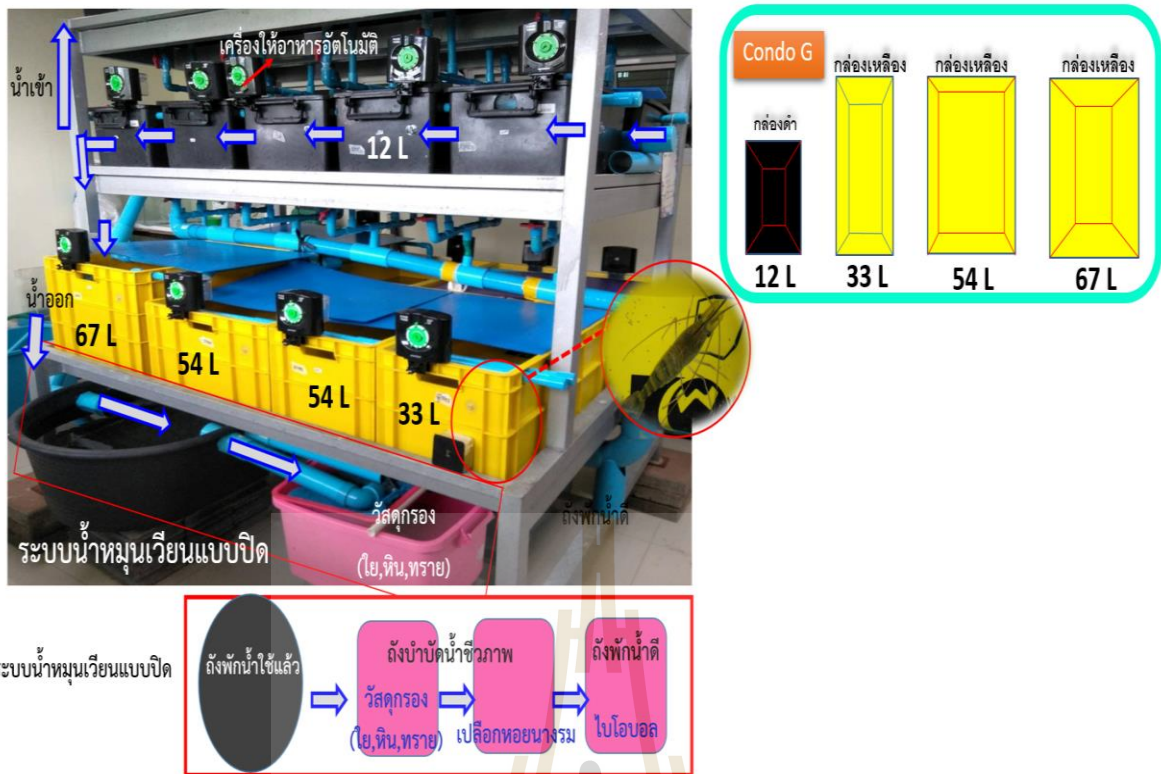 เครื่องให้อาหารอัตโนมัติ
น้ำเข้า
12 L
น้ำออก
67 L
54 L
54 L
33 L
วัสดุกรอง
(ใย,หิน,ทราย)
ถังพักน้ำดี
ระบบน้ำหมุนเวียนแบบปิด
Condo G
กล่องดำ
กล่องเหลือง
กล่องเหลือง
กล่องเหลือง
12 L
33 L
54 L
67 L
ระบบน้ำหมุนเวียนแบบปิด
ถังพักน้ำใช้แล้ว
ถังบำบัดน้ำชีวภาพ
ถังพักน้ำดี
วัสดุกรอง
(ใย,หิน,ทราย)
เปลือกหอยนางรม
ไบโอบอล